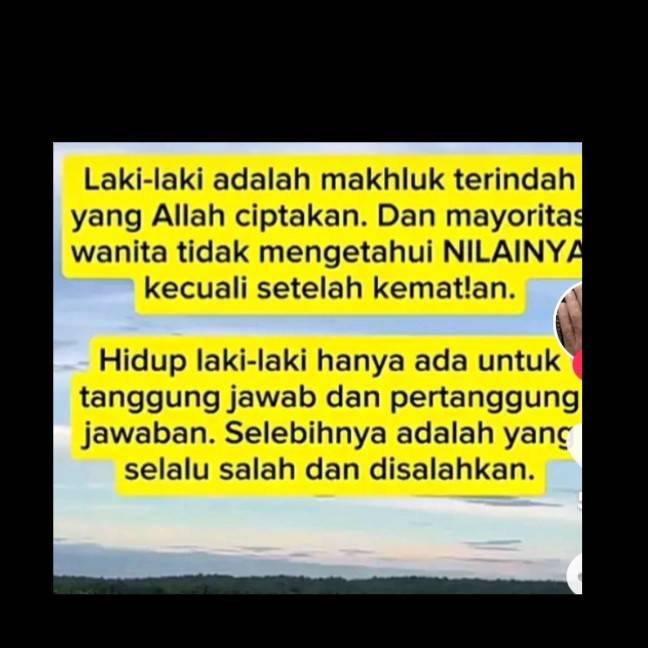 Laki-laki adalah makhluk terindah
yang Allah ciptakan. Dan mayoritas
wanita tidak mengetahui NILAINYA
kecuali setelah kemat!an.
Hidup laki-laki hanya ada untuk
tanggung jawab dan pertanggung
jawaban. Selebihnya adalah yang
selalu salah dan disalahkan.